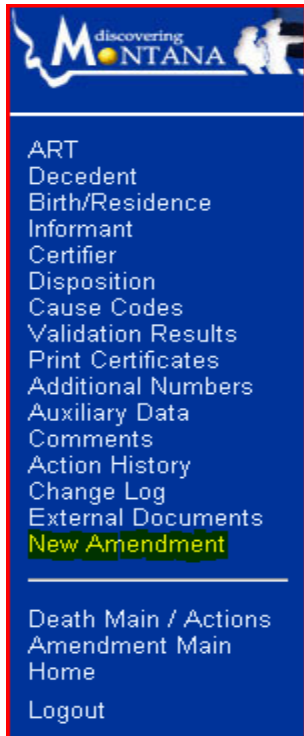 discovering
MONTANA
ART
Decedent
Birth/Residence
Informant
Certifier
Disposition
Cause Codes
Validation Results
Print Certificates
Additional Numbers
Auxiliary Data
Comments
Action History
Change Log
External Documents
New Amendment
Death Main / Actions
Amendment Main
Home
Logout